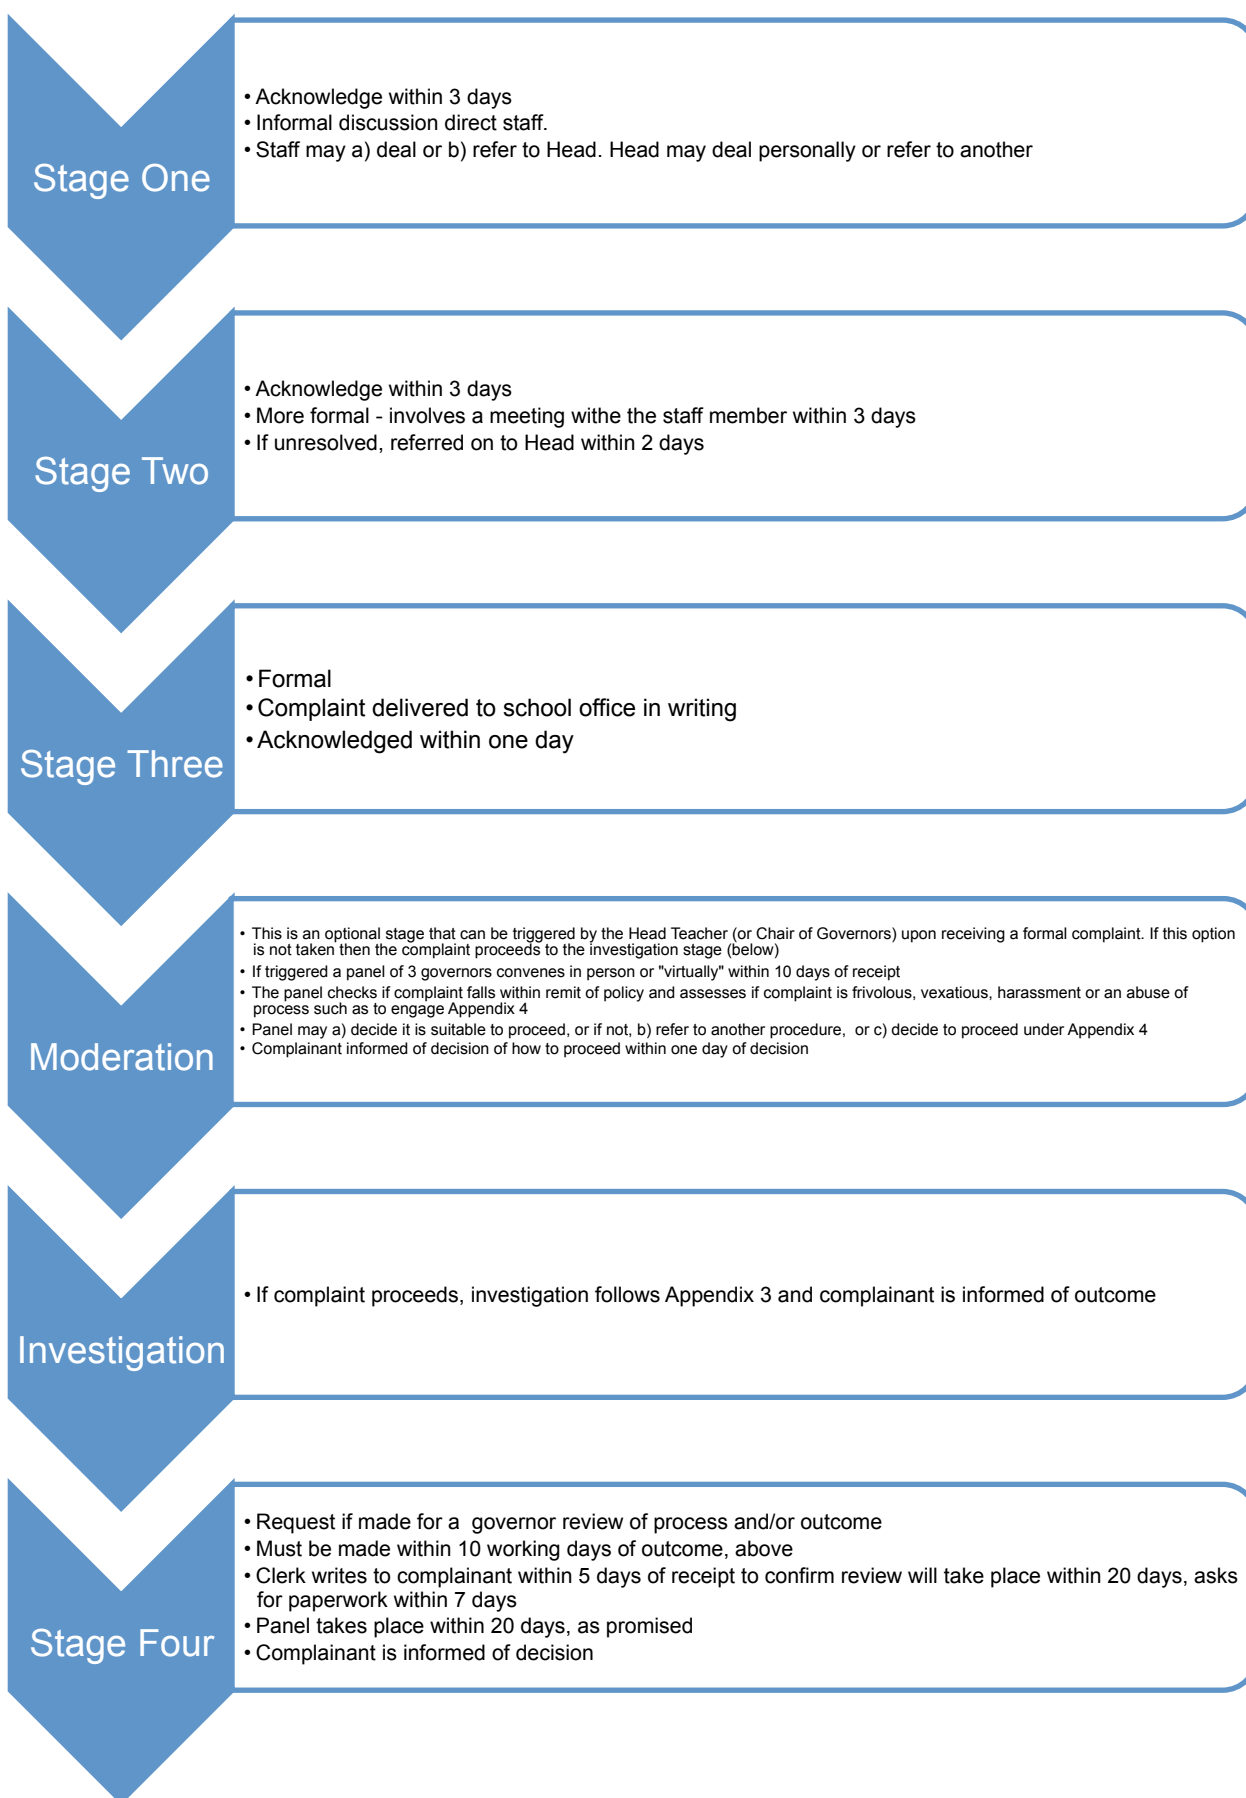 Stage One
• Acknowledge within 3 days
• Informal discussion direct staff.
• Staff may a) deal or b) refer to Head. Head may deal personally or refer to another
Stage Two
• Acknowledge within 3 days
• More formal - involves a meeting withe the staff member within 3 days
• If unresolved, referred on to Head within 2 days
Stage Three
• Formal
• Complaint delivered to school office in writing
• Acknowledged within one day
Moderation
• This is an optional stage that can be triggered by the Head Teacher (or Chair of Governors) upon receiving a formal complaint. If this option
is not taken then the complaint proceeds to the investigation stage (below)
• If triggered a panel of 3 governors convenes in person or "virtually" within 10 days of receipt
• The panel checks if complaint falls within remit of policy and assesses if complaint is frivolous, vexatious, harassment or an abuse of
process such as to engage Appendix 4
• Panel may a) decide it is suitable to proceed, or if not, b) refer to another procedure, or c) decide to proceed under Appendix 4
• Complainant informed of decision of how to proceed within one day of decision
Investigation
• If complaint proceeds, investigation follows Appendix 3 and complainant is informed of outcome
Stage Four
• Request if made for a governor review of process and/or outcome
• Must be made within 10 working days of outcome, above
• Clerk writes to complainant within 5 days of receipt to confirm review will take place within 20 days, asks
for paperwork within 7 days
• Panel takes place within 20 days, as promised
• Complainant is informed of decision